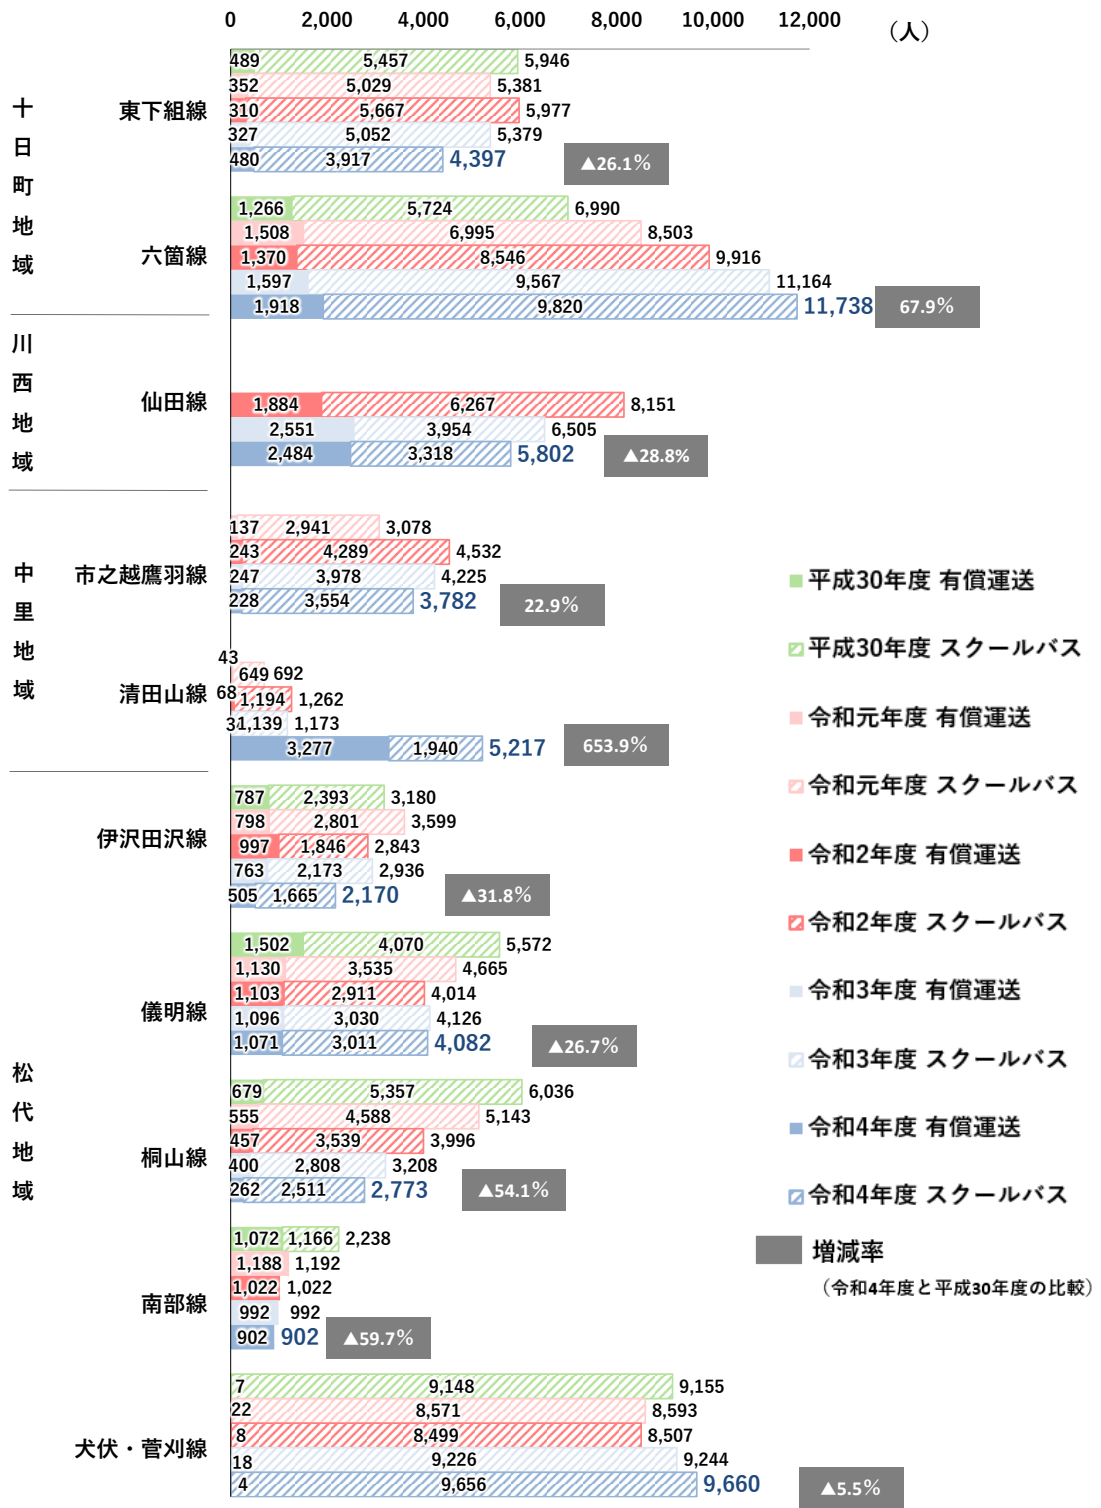 0 2,000 4,000 6,000 8,000 10,000 12,000 （人）
十日町地域
東下組線
489 5,457 5,946
352 5,029 5,381
310 5,667 5,977
327 5,052 5,379
480 3,917 4,397 ▲26.1%
六箇線
1,266 5,724 6,990
1,508 6,995 8,503
1,370 8,546 9,916
1,597 9,567 11,164
1,918 9,820 11,738 67.9%
川西地域
仙田線
1,884 6,267 8,151
2,551 3,954 6,505
2,484 3,318 5,802 ▲28.8%
中里地域
市之越鷹羽線
137 2,941 3,078
243 4,289 4,532
247 3,978 4,225
228 3,554 3,782 22.9%
清田山線
43 649 692
68 1,194 1,262
1,139 1,173
3,277 1,940 5,217 653.9%
松代地域
伊沢田沢線
787 2,393 3,180
798 2,801 3,599
997 1,846 2,843
763 2,173 2,936
505 1,665 2,170 ▲31.8%
儀明線
1,502 4,070 5,572
1,130 3,535 4,665
1,103 2,911 4,014
1,096 3,030 4,126
1,071 3,011 4,082 ▲26.7%
桐山線
679 5,357 6,036
555 4,588 5,143
457 3,539 3,996
400 2,808 3,208
262 2,511 2,773 ▲54.1%
南部線
1,072 1,166 2,238
1,188 1,192
1,022 1,022
992 992
902 902 ▲59.7%
犬伏・菅刈線
7 9,148 9,155
22 8,571 8,593
8 8,499 8,507
18 9,226 9,244
4 9,656 9,660 ▲5.5%
平成30年度 有償運送
平成30年度 スクールバス
令和元年度 有償運送
令和元年度 スクールバス
令和2年度 有償運送
令和2年度 スクールバス
令和3年度 有償運送
令和3年度 スクールバス
令和4年度 有償運送
令和4年度 スクールバス
増減率
（令和4年度と平成30年度の比較）